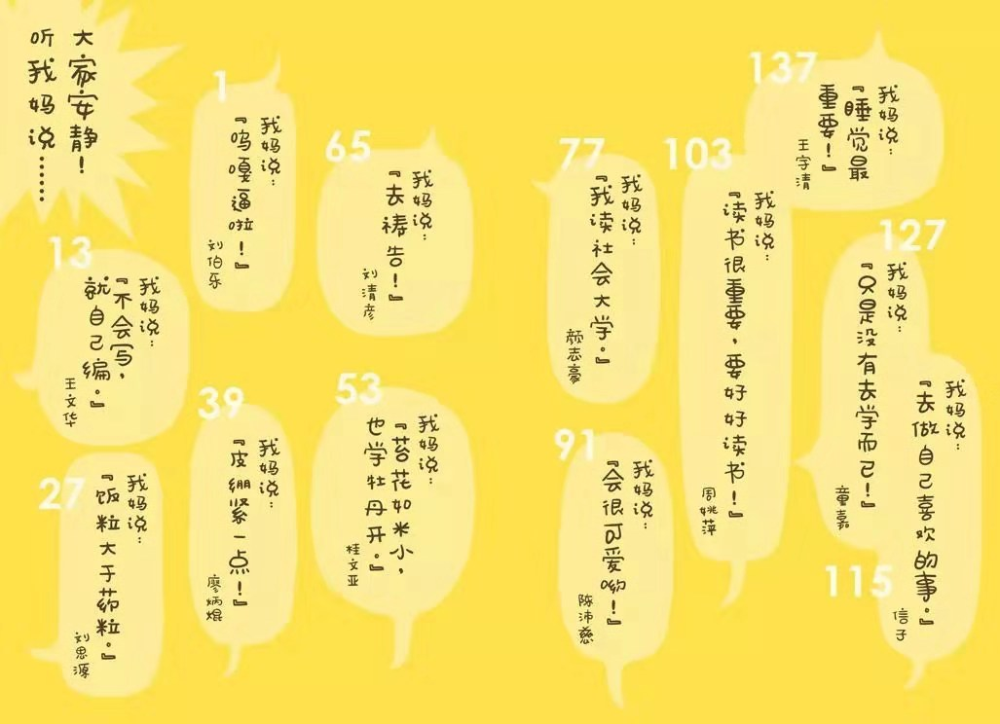 大家安静！
听我妈说……
1
我妈说：
『呜嘎逼啦！』
刘伯乐
13
我妈说：
『不会写，
就自己编。』
王文华
27
我妈说：
『饭粒大于药粒。』
刘思源
39
我妈说：
『皮绷紧一点！』
廖炳焜
53
我妈说：
『苔花如米小，
也学牡丹开。』
桂文亚
65
我妈说：
『去祷告！』
刘清彦
77
我妈说：
『我读社会大学。』
颜志豪
91
我妈说：
『会很可爱哟！』
陈沛慈
103
我妈说：
『读书很重要，要好好读书！』
周姚萍
115
我妈说：
『去做自己喜欢的事。』
信子
127
我妈说：
『只是没有去学而已！』
童嘉
137
我妈说：
『睡觉最
重要！』
王宇清